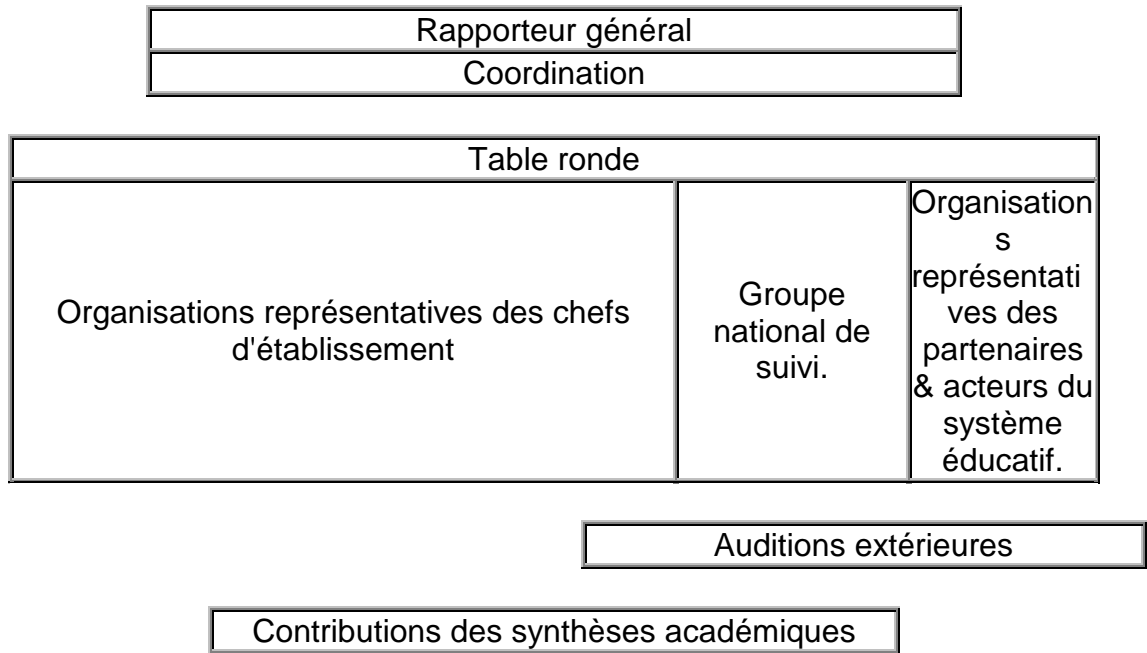 Rapporteur général
Coordination
Table ronde
Organisations représentatives des chefs
d'établissement
Groupe
national de
suivi.
Organisation
s
représentati
ves des
partenaires
& acteurs du
système
éducatif.
Auditions extérieures
Contributions des synthèses académiques